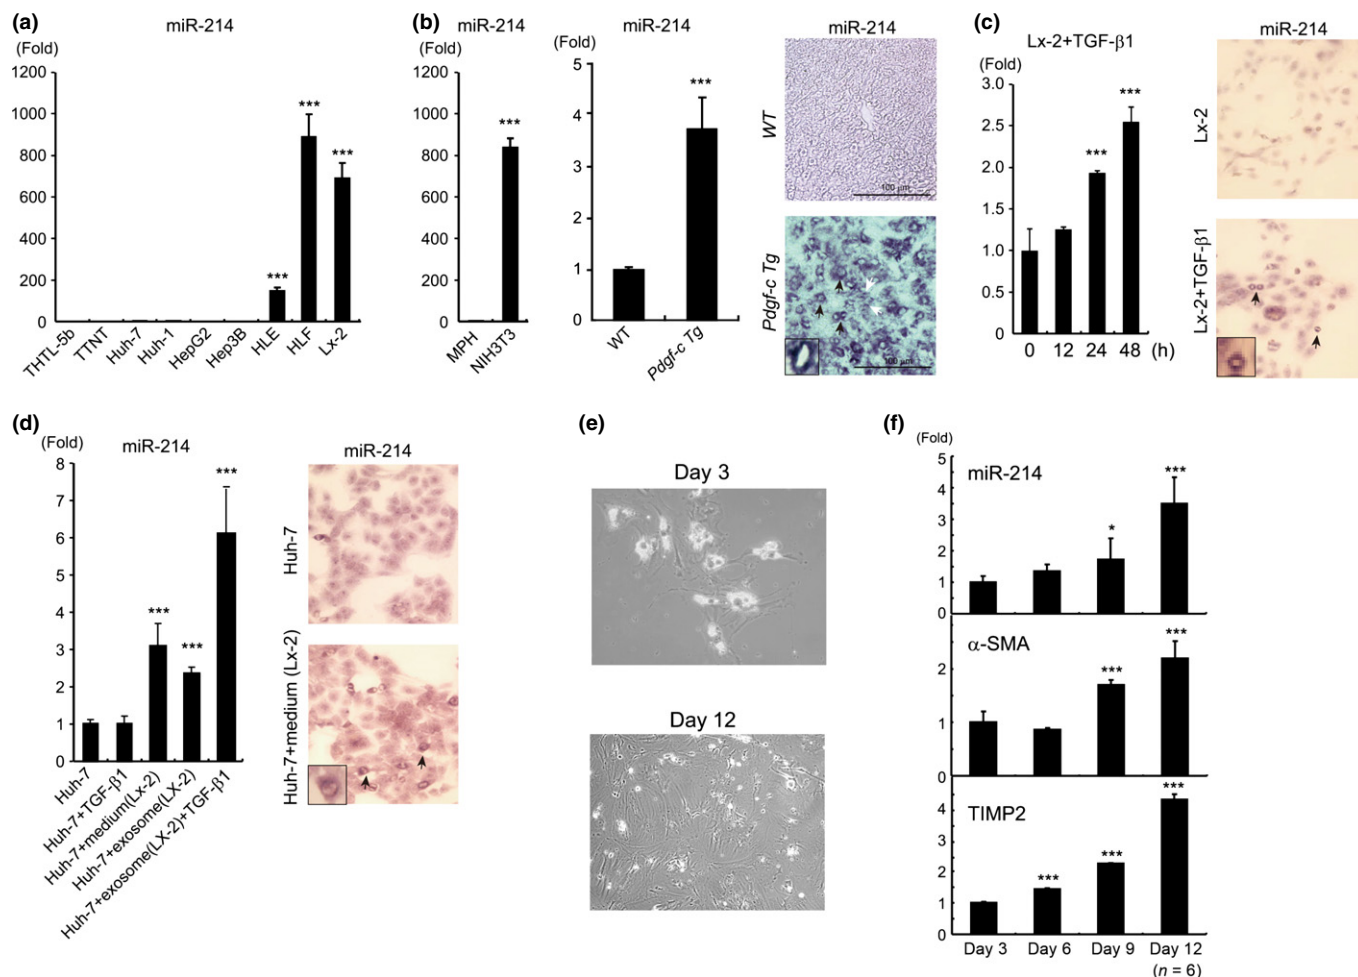 (a)
miR-214
(Fold)
1200
1000
800
600
400
200
0
***
***
***
THTL-5b
TTNT
Huh-7
Huh-1
HepG2
Hep3B
HLE
HLF
Lx-2
(b)
miR-214
(Fold)
1200
1000
800
600
400
200
0
***
MPH
NIH3T3
miR-214
5
4
3
2
1
0
***
WT
Pdgf-c Tg
miR-214
WT
100 µm
Pdgf-c Tg
100 µm
(c)
Lx-2+TGF-β1
(Fold)
3.0
2.5
2.0
1.5
1.0
0.5
0.0
***
***
0 12 24 48 (h)
miR-214
Lx-2
Lx-2+TGF-β1
(d)
(Fold)
miR-214
8
7
6
5
4
3
2
1
0
***
***
***
Huh-7
Huh-7+TGF-β1
Huh-7+medium(Lx-2)
Huh-7+exosome(LX-2)
Huh-7+exosome(LX-2)+TGF-β1
miR-214
Huh-7
Huh-7+medium (Lx-2)
(e)
Day 3
Day 12
(f)
(Fold)
miR-214
5
4
3
2
1
0
*
***
α-SMA
2
1
0
***
***
TIMP2
4
3
2
1
0
***
***
***
Day 3 Day 6 Day 9 Day 12
(n = 6)